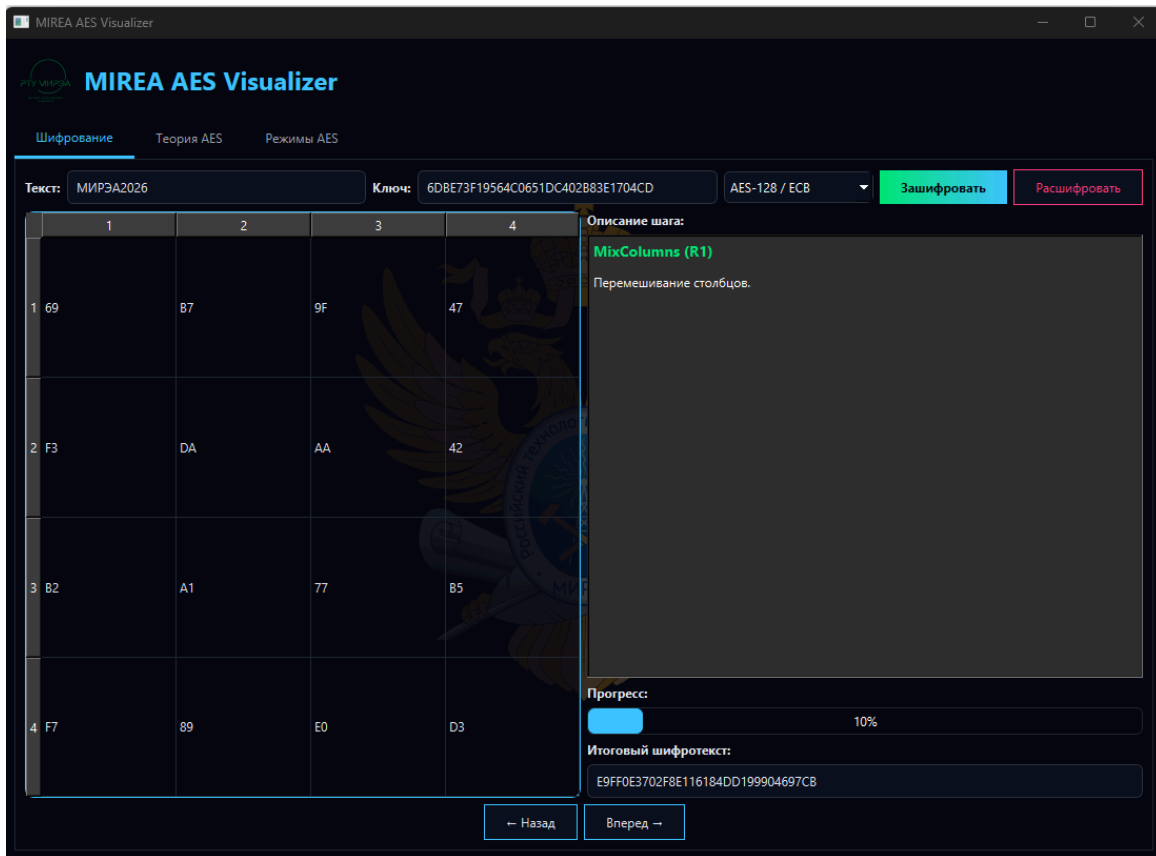 MIREA AES Visualizer
РТУ МИРЭА
MIREA AES Visualizer
Шифрование Теория AES Режимы AES
Текст: МИРЭА2026 Ключ: 6DBE73F19564C0651DC402B83E1704CD AES-128 / ECB Зашифровать Расшифровать
Описание шага:
1 2 3 4
MixColumns (R1)
Перемешивание столбцов.
1 69 B7 9F 47
2 F3 DA AA 42
3 B2 A1 77 B5
4 F7 89 E0 D3
Прогресс:
10%
Итоговый шифротекст:
E9FF0E3702F8E116184DD199904697CB
← Назад Вперед →